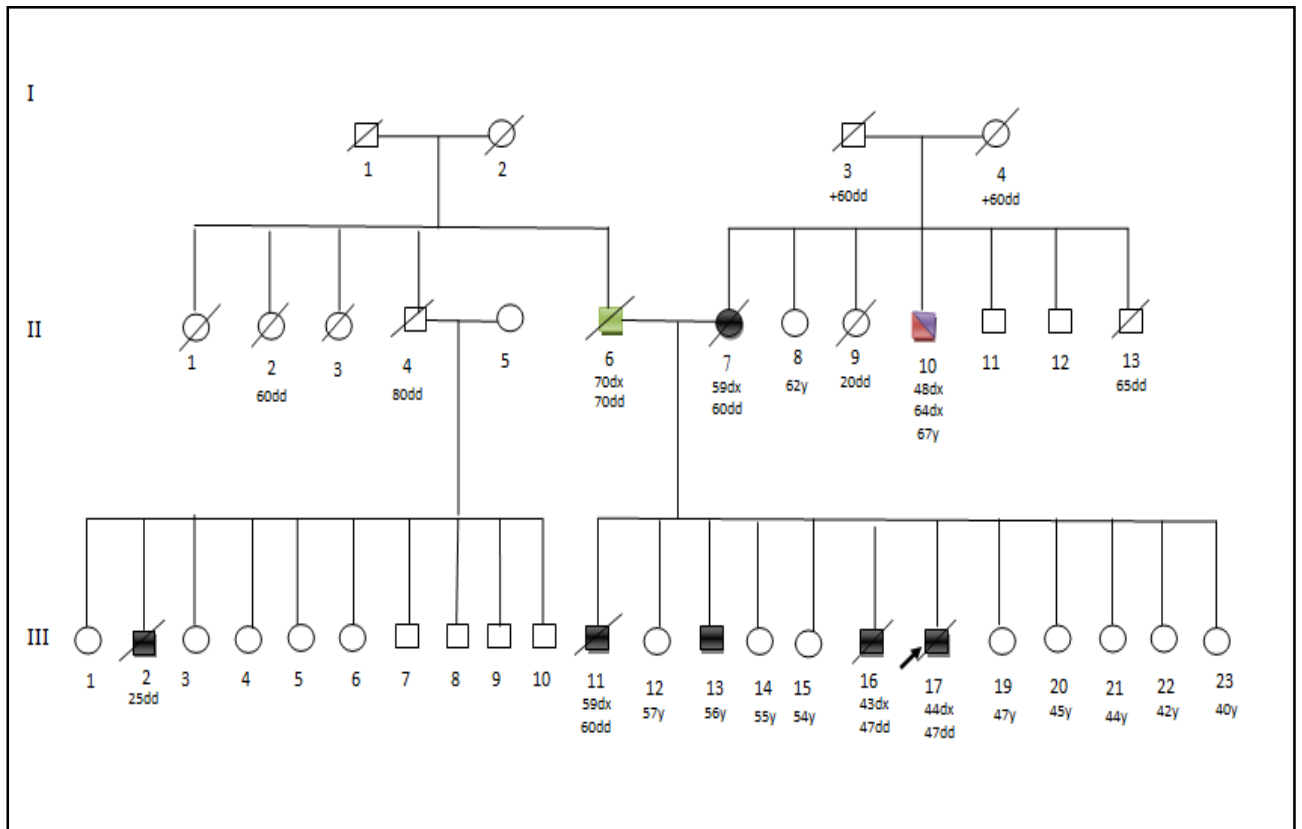 I
1 2 3 4
+60dd +60dd
II
1 2 3 4 5 6 7 8 9 10 11 12 13
60dd 80dd 70dx 59dx 62y 20dd 48dx 65dd
70dd 60dd 64dx
67y
III
1 2 3 4 5 6 7 8 9 10 11 12 13 14 15 16 17 19 20 21 22 23
25dd 59dx 57y 56y 55y 54y 43dx 44dx 47y 45y 44y 42y 40y
60dd 47dd 47dd